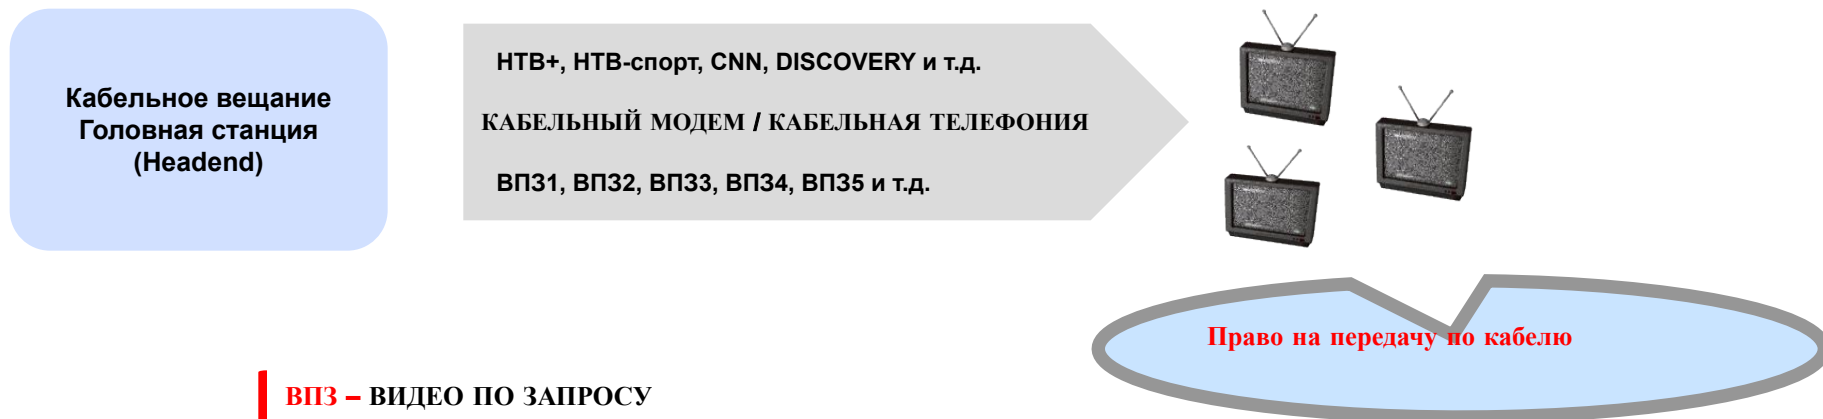 Кабельное вещание
Головная станция
(Headend)
НТВ+, НТВ-спорт, CNN, DISCOVERY и т.д.
КАБЕЛЬНЫЙ МОДЕМ / КАБЕЛЬНАЯ ТЕЛЕФОНИЯ
ВПЗ1, ВПЗ2, ВПЗ3, ВПЗ4, ВПЗ5 и т.д.
Право на передачу по кабелю
ВПЗ – ВИДЕО ПО ЗАПРОСУ